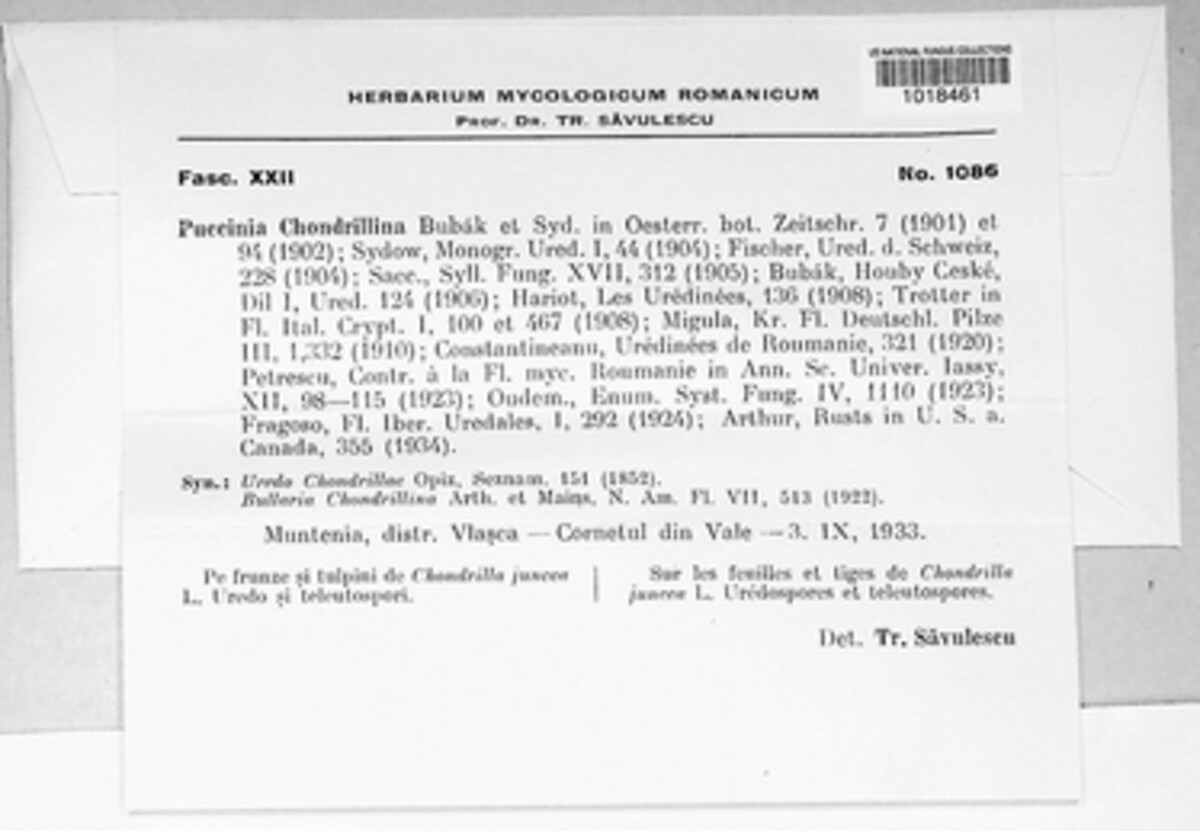 US NATIONAL FUNGUS COLLECTIONS
1018461
HERBARIUM MYCOLOGICUM ROMANICUM
Prof. Dr. TR. SĂVULESCU
Fasc. XXII
No. 1086
Puccinia Chondrillina Bubák et Syd. in Oesterr. bot. Zeitschr. 7 (1901) et
94 (1902); Sydow, Monogr. Ured. I, 44 (1904); Fischer, Ured. d. Schweiz,
228 (1904); Sacc., Syll. Fung. XVII, 312 (1905); Bubák, Houby Ceské,
Dil I, Ured. 124 (1906); Hariot, Les Urédinées, 136 (1908); Trotter in
Fl. Ital. Crypt. I, 100 et 467 (1908); Migula, Kr. Fl. Deutschl. Pilze
III, 1,332 (1910); Constantineanu, Urédinées de Roumanie, 321 (1920);
Petrescu, Contr. à la Fl. myc. Roumanie in Ann. Sc. Univer. Iassy,
XII, 98—115 (1923); Oudem., Enum. Syst. Fung. IV, 1110 (1923);
Fragoso, Fl. Iber. Uredales, I, 292 (1924); Arthur, Rusts in U. S. a.
Canada, 355 (1934).
Syn.: Uredo Chondrillae Opiz, Seznam, 151 (1852).
Bullaria Chondrillina Arth. et Mains, N. Am. Fl. VII, 513 (1922).
Muntenia, distr. Vlaşca — Cornetul din Vale — 3. IX, 1933.
Pe frunze şi tulpini de Chondrilla juncea
L. Uredo şi teleutospori.
Sur les feuilles et tiges de Chondrilla
juncea L. Urédospores et teleutospores.
Det. Tr. Săvulescu